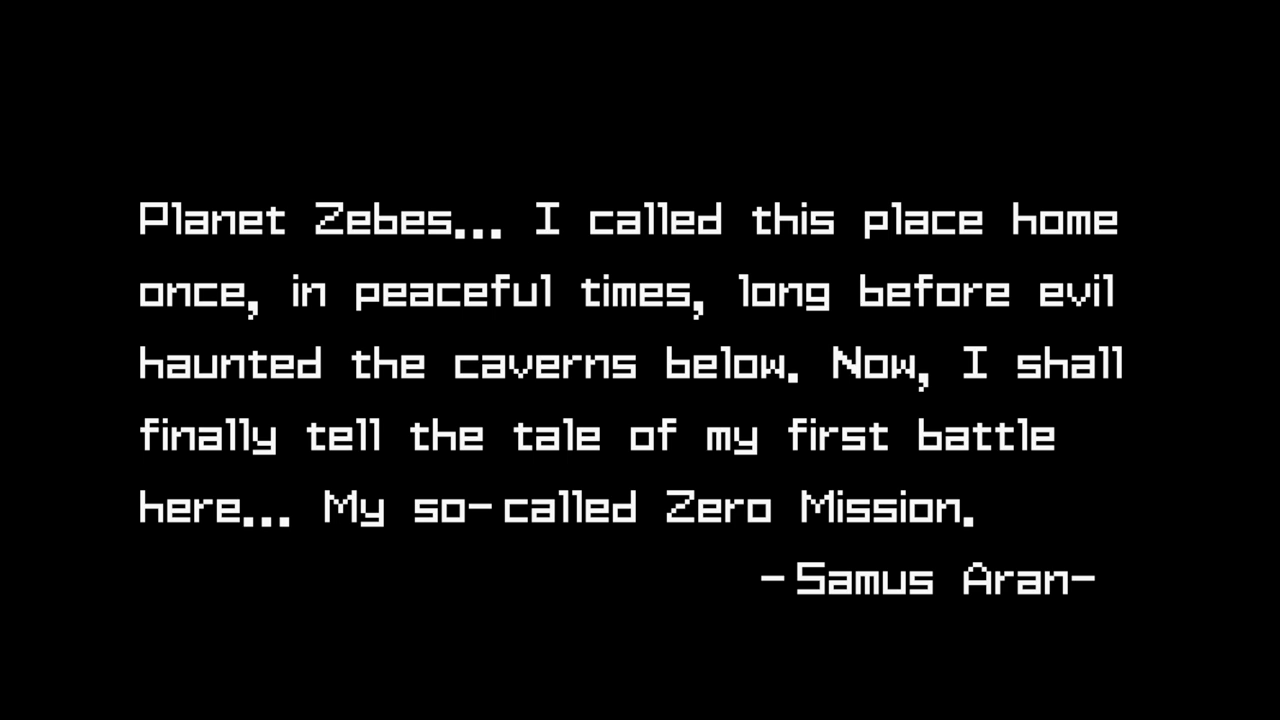 Planet Zebes... I called this place home
once, in peaceful times, long before evil
haunted the caverns below. Now, I shall
finally tell the tale of my first battle
here... My so-called Zero Mission.
-Samus Aran-